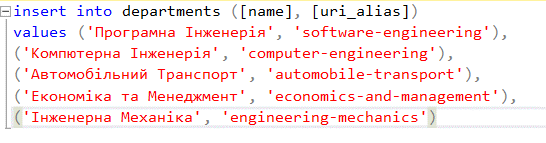 insert into departments ([name], [uri_alias])
values ('Програмна Інженерія', 'software-engineering'),
('Компютерна Інженерія', 'computer-engineering'),
('Автомобільний Транспорт', 'automobile-transport'),
('Економіка та Менеджмент', 'economics-and-management'),
('Інженерна Механіка', 'engineering-mechanics')